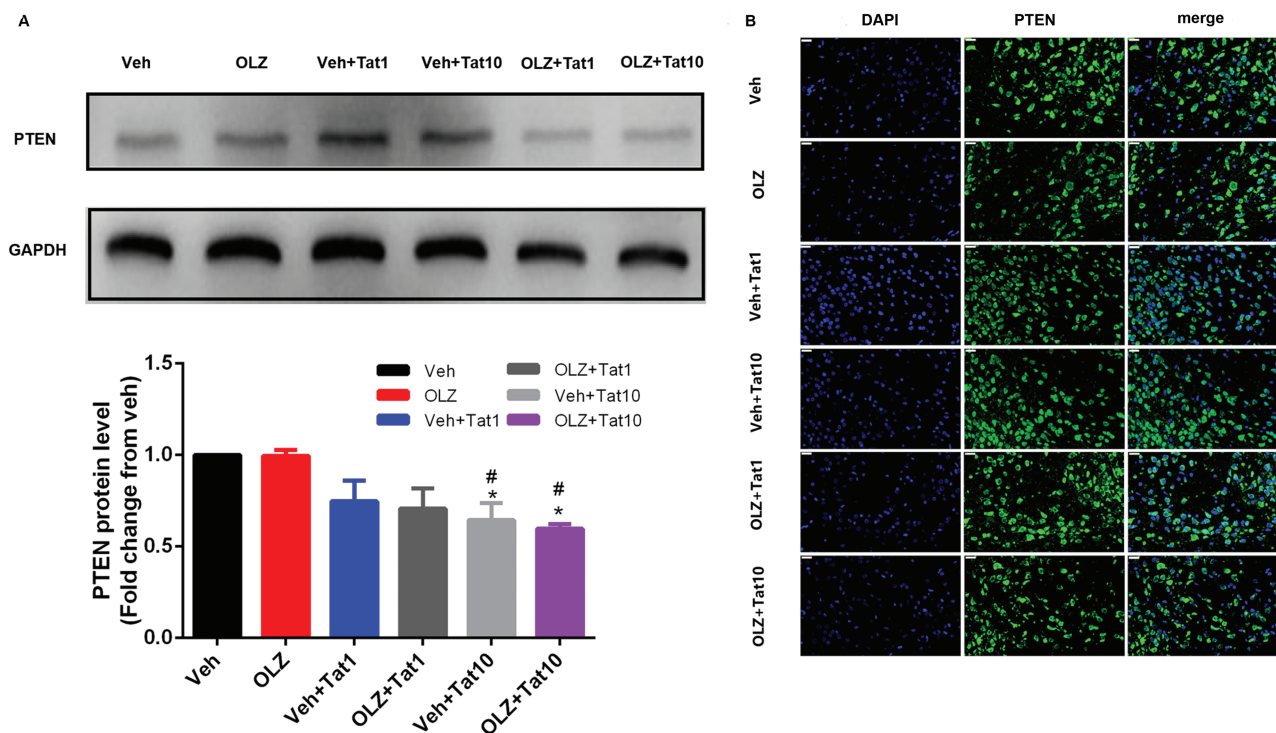 A
Veh OLZ Veh+Tat1 Veh+Tat10 OLZ+Tat1 OLZ+Tat10
PTEN
GAPDH
PTEN protein level
(Fold change from veh)
1.5
1.0
0.5
0.0
Veh
OLZ
Veh+Tat1
OLZ+Tat1
Veh+Tat10
OLZ+Tat10
#
*
#
*
Veh
OLZ
Veh+Tat1
OLZ+Tat1
Veh+Tat10
OLZ+Tat10
B
DAPI PTEN merge
Veh
OLZ
Veh+Tat1
Veh+Tat10
OLZ+Tat1
OLZ+Tat10